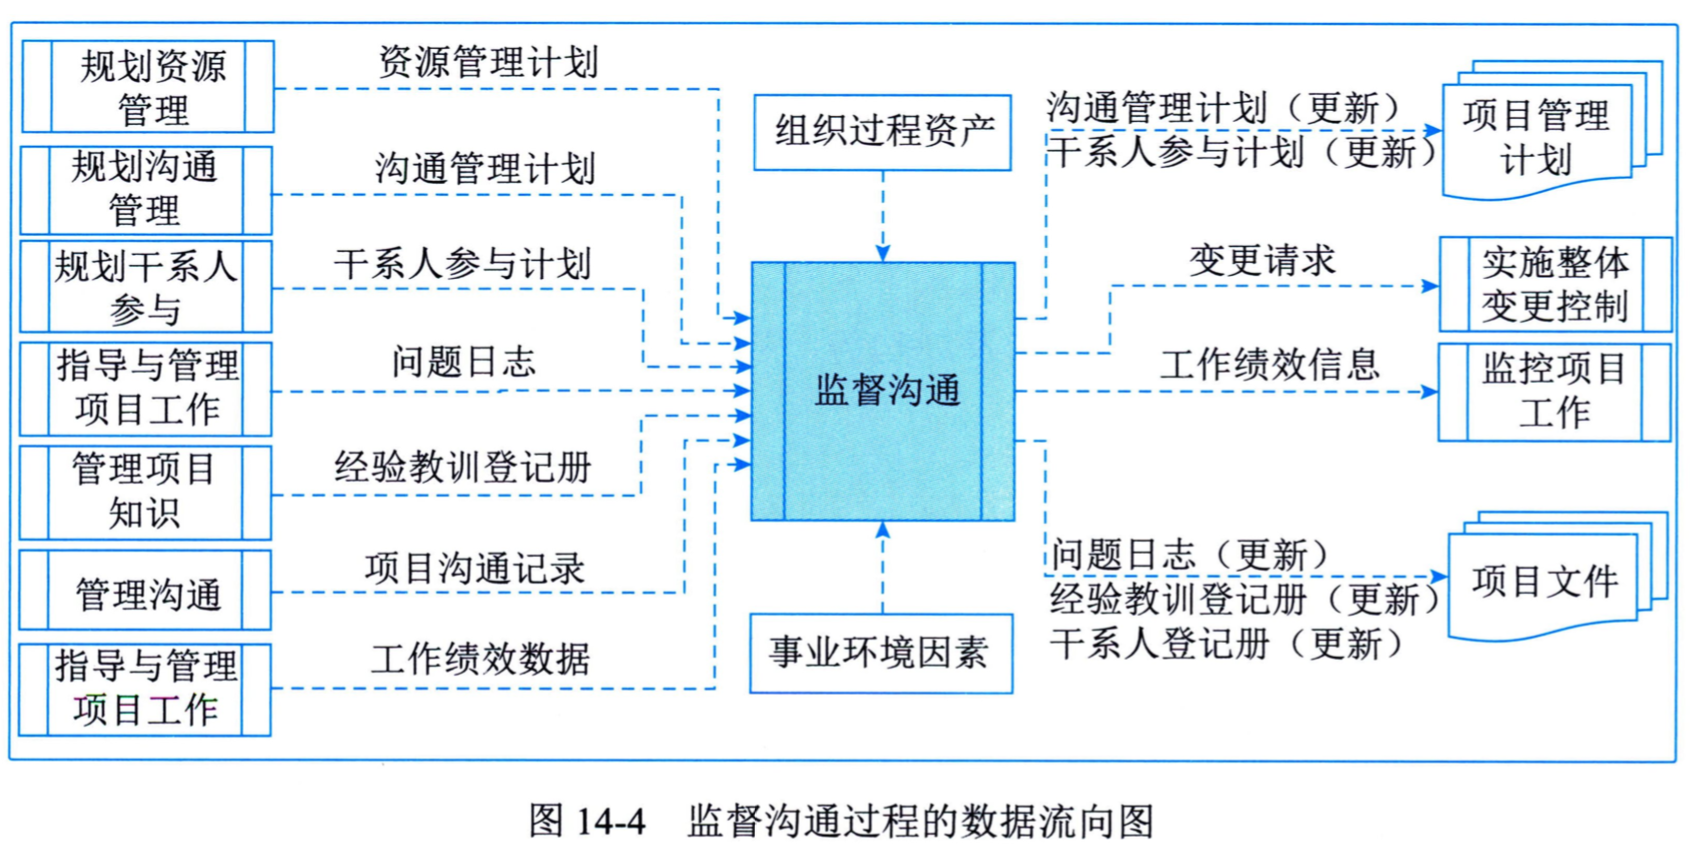 规划资源
管理
资源管理计划
规划沟通
管理
沟通管理计划
规划干系人
参与
干系人参与计划
指导与管理
项目工作
问题日志
管理项目
知识
经验教训登记册
管理沟通
项目沟通记录
指导与管理
项目工作
工作绩效数据
组织过程资产
监督沟通
事业环境因素
沟通管理计划（更新）
干系人参与计划（更新）
项目管理
计划
变更请求
实施整体
变更控制
工作绩效信息
监控项目
工作
问题日志（更新）
经验教训登记册（更新）
干系人登记册（更新）
项目文件
图 14-4 监督沟通过程的数据流向图